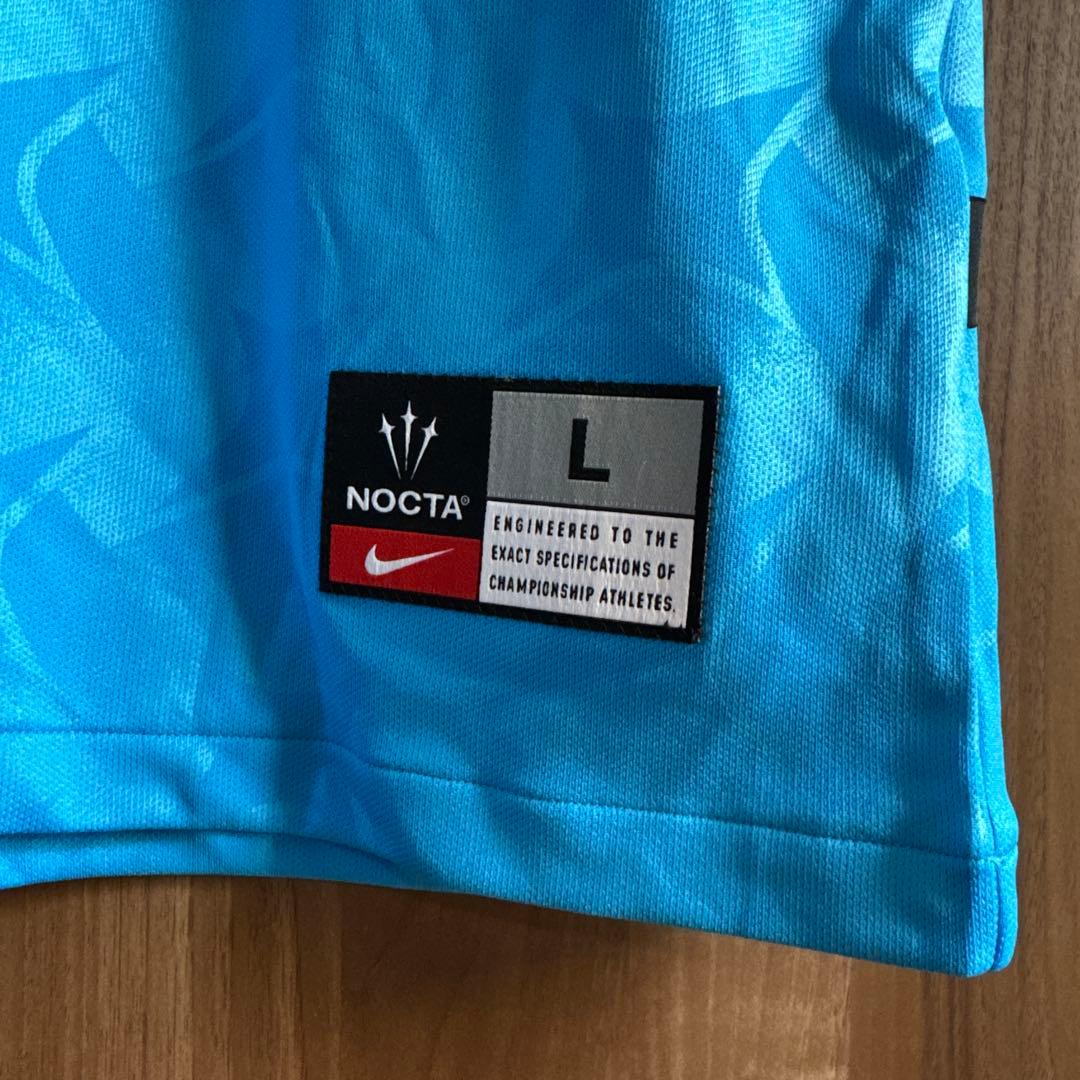 NOCTA®
L
ENGINEERED TO THE
EXACT SPECIFICATIONS OF
CHAMPIONSHIP ATHLETES.